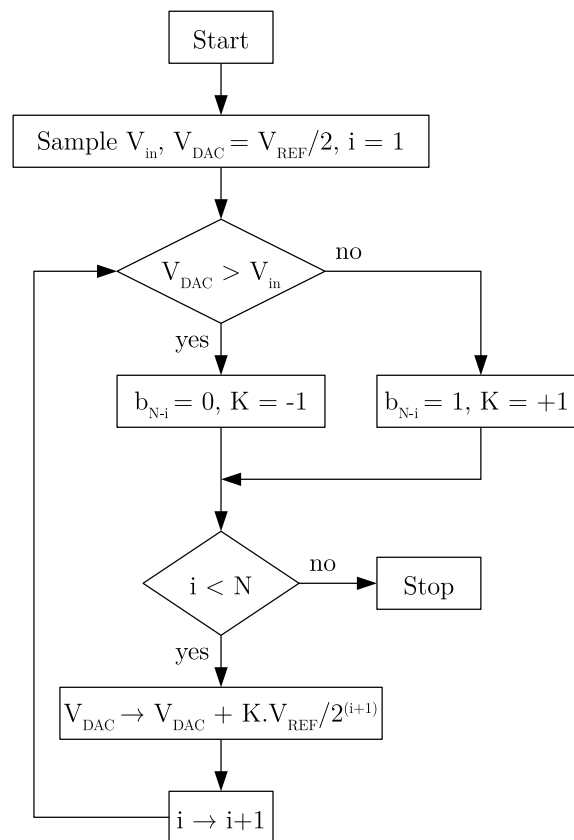 Start
Sample V_in, V_DAC = V_REF/2, i = 1
V_DAC > V_in
no
yes
b_N-i = 0, K = -1
b_N-i = 1, K = +1
i < N
no
Stop
yes
V_DAC → V_DAC + K.V_REF/2^(i+1)
i → i+1